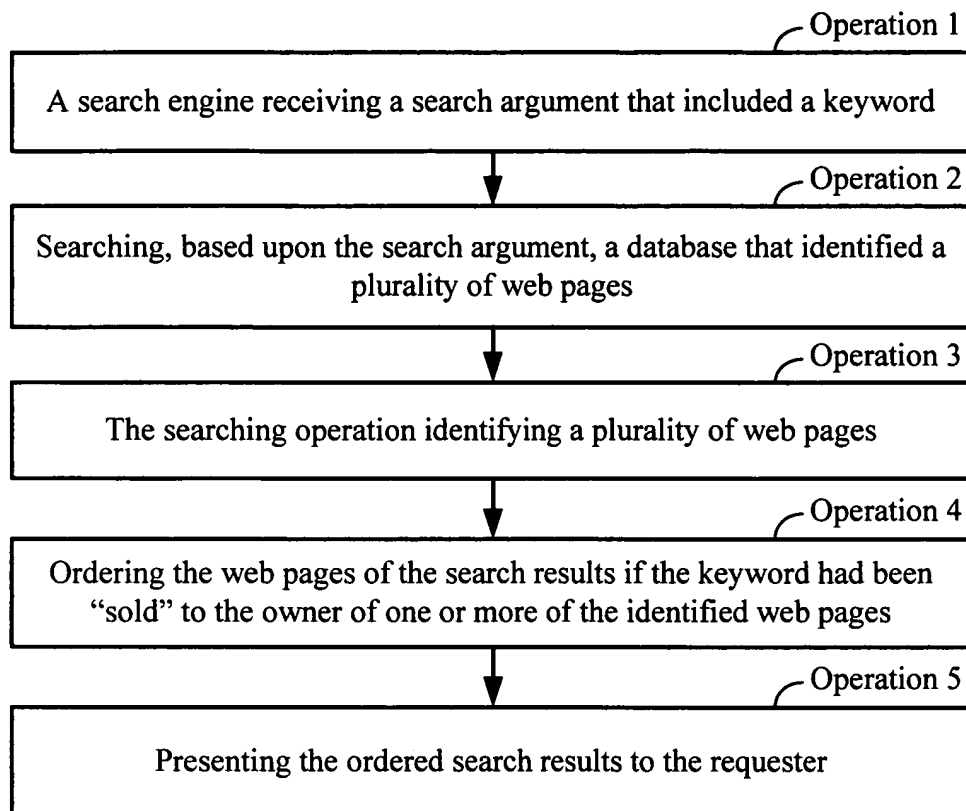 Operation 1
A search engine receiving a search argument that included a keyword
Operation 2
Searching, based upon the search argument, a database that identified a
plurality of web pages
Operation 3
The searching operation identifying a plurality of web pages
Operation 4
Ordering the web pages of the search results if the keyword had been
“sold” to the owner of one or more of the identified web pages
Operation 5
Presenting the ordered search results to the requester